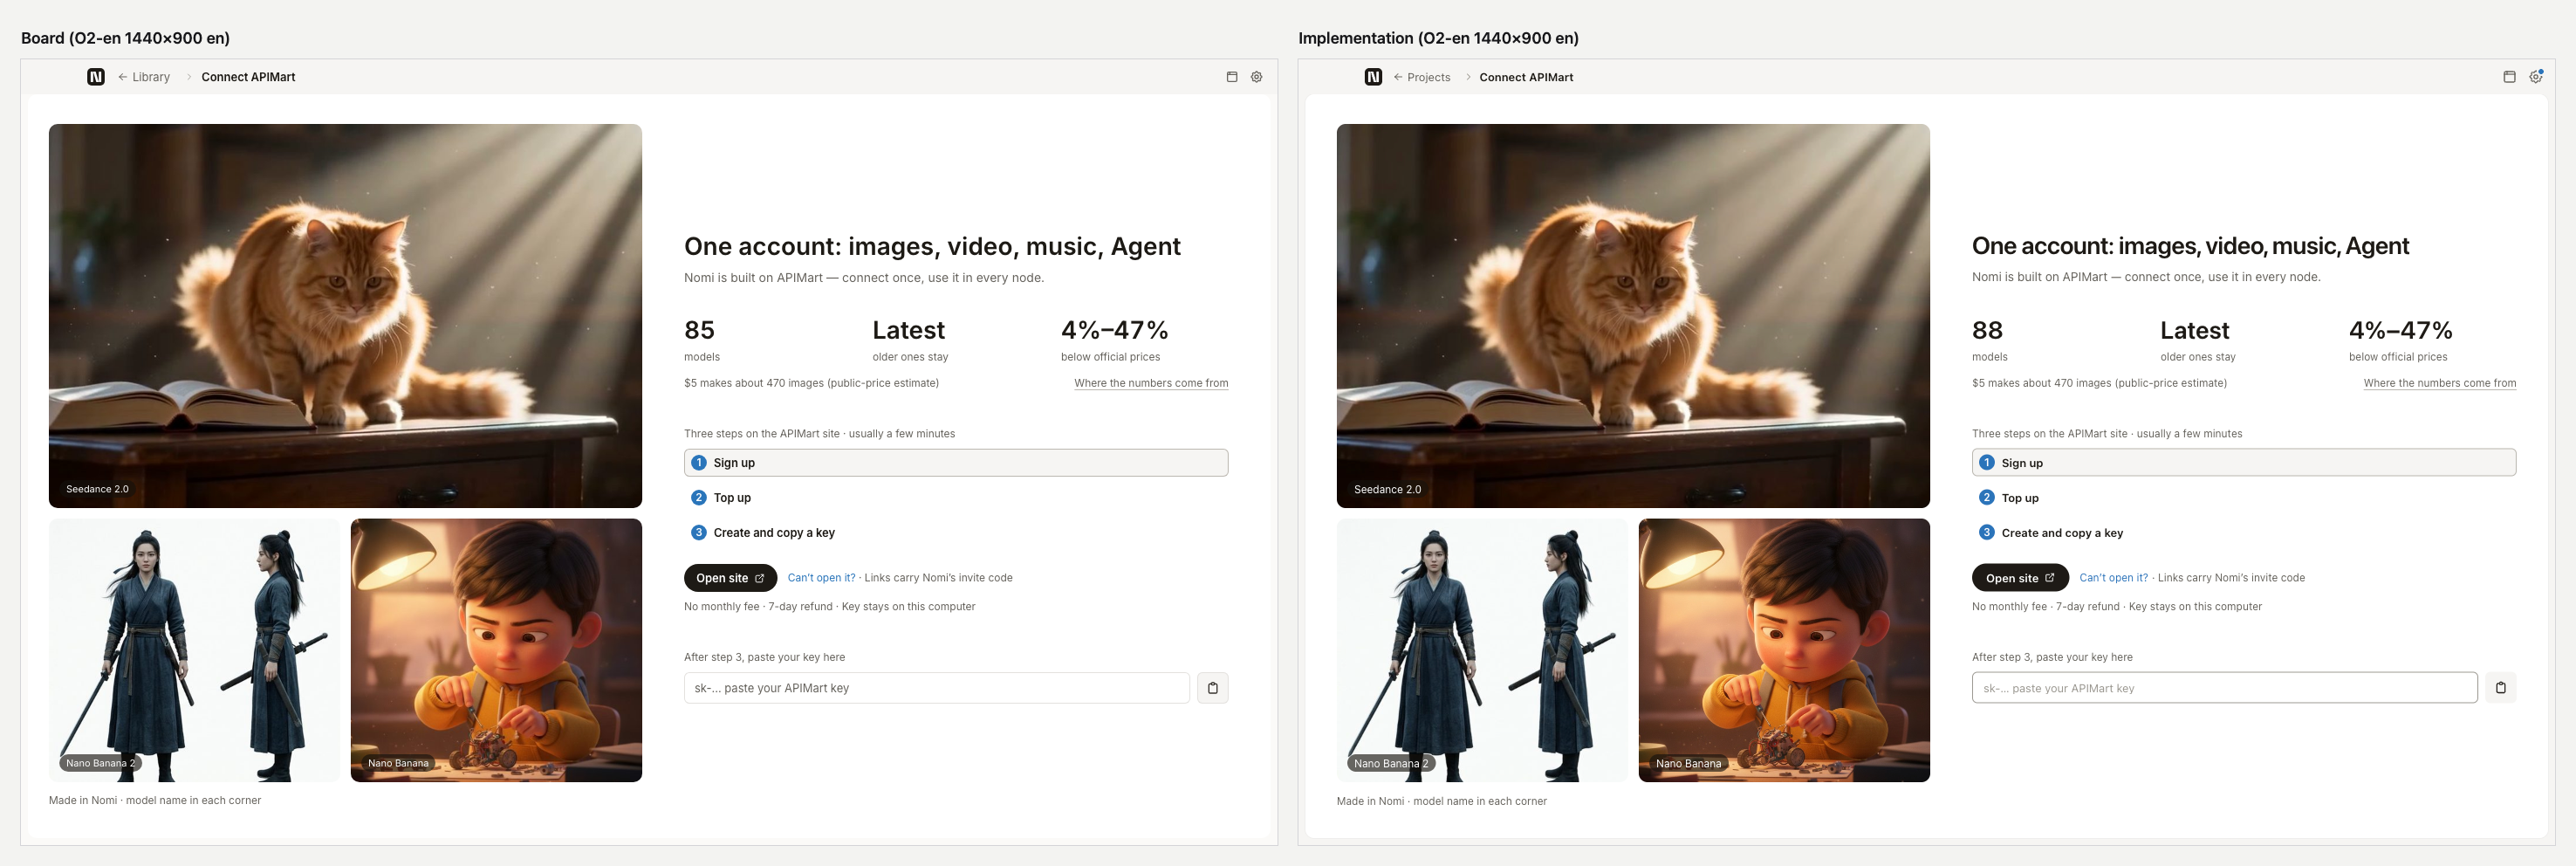 Board (O2-en 1440×900 en)
N
← Library > Connect APIMart
Seedance 2.0
Nano Banana 2
Nano Banana
Made in Nomi · model name in each corner
One account: images, video, music, Agent
Nomi is built on APIMart — connect once, use it in every node.
85
models
Latest
older ones stay
4%–47%
below official prices
$5 makes about 470 images (public-price estimate)
Where the numbers come from
Three steps on the APIMart site · usually a few minutes
1 Sign up
2 Top up
3 Create and copy a key
Open site
Can't open it? · Links carry Nomi's invite code
No monthly fee · 7-day refund · Key stays on this computer
After step 3, paste your key here
sk-... paste your APIMart key
Implementation (O2-en 1440×900 en)
N
← Projects > Connect APIMart
Seedance 2.0
Nano Banana 2
Nano Banana
Made in Nomi · model name in each corner
One account: images, video, music, Agent
Nomi is built on APIMart — connect once, use it in every node.
88
models
Latest
older ones stay
4%–47%
below official prices
$5 makes about 470 images (public-price estimate)
Where the numbers come from
Three steps on the APIMart site · usually a few minutes
1 Sign up
2 Top up
3 Create and copy a key
Open site
Can't open it? · Links carry Nomi's invite code
No monthly fee · 7-day refund · Key stays on this computer
After step 3, paste your key here
sk-... paste your APIMart key